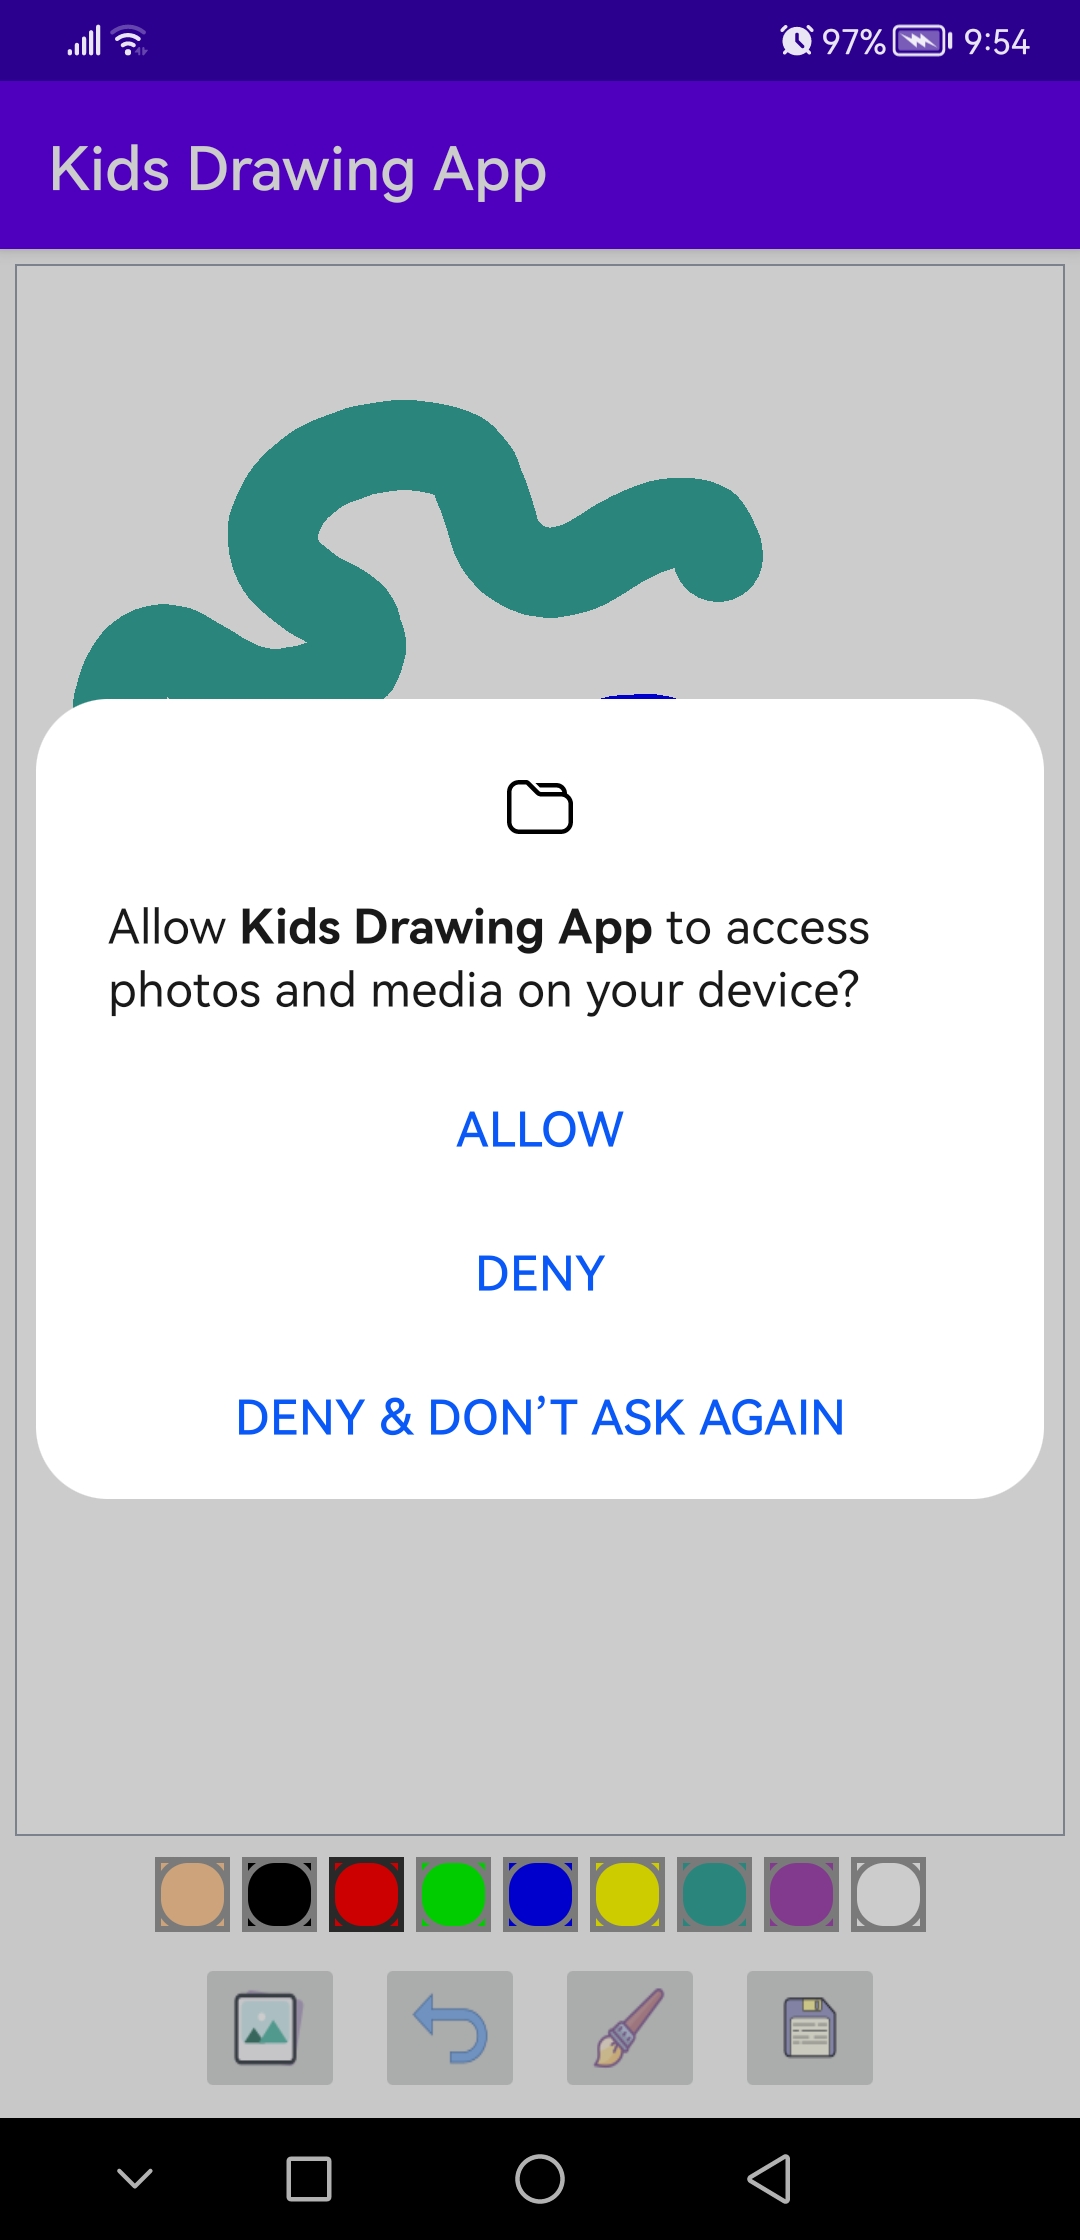 97% 9:54
Kids Drawing App
Allow Kids Drawing App to access
photos and media on your device?
ALLOW
DENY
DENY & DON’T ASK AGAIN